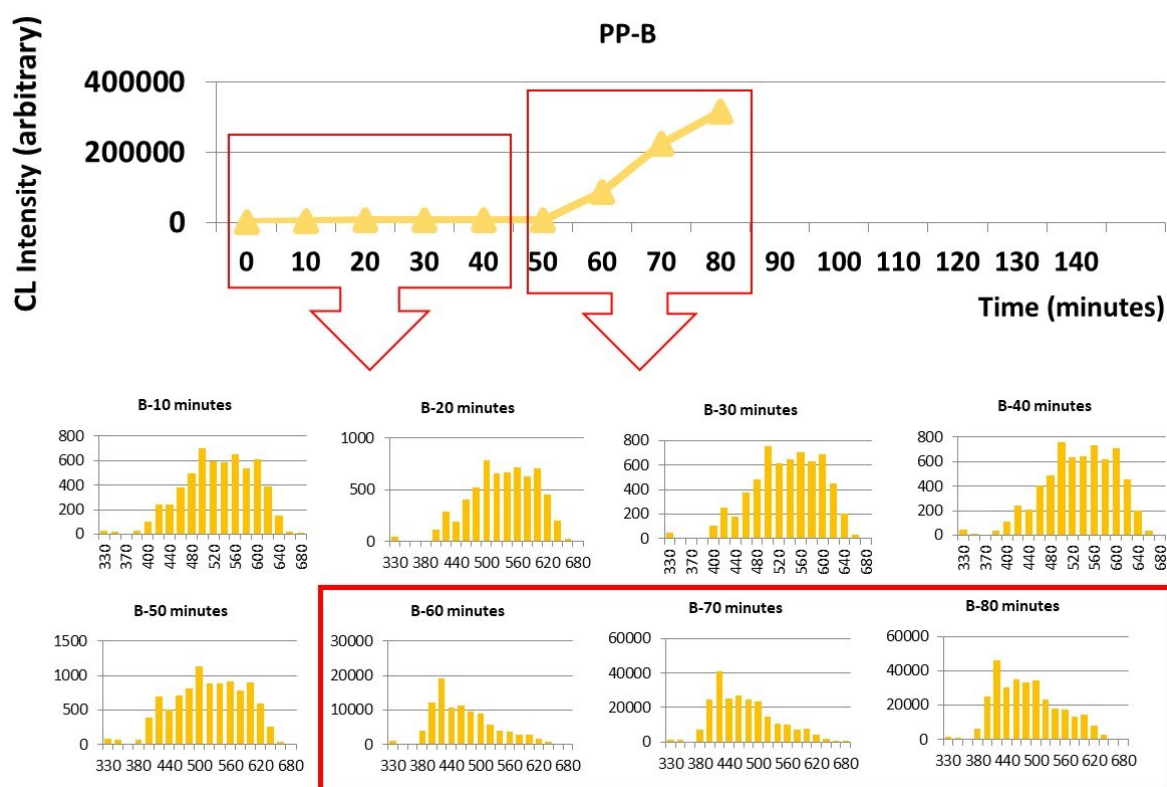 PP-B
CL Intensity (arbitrary)
400000
200000
0
0 10 20 30 40 50 60 70 80 90 100 110 120 130 140
Time (minutes)
B-10 minutes
800
600
400
200
0
330 370 400 440 480 520 560 600 640 680
B-20 minutes
1000
500
0
330 380 440 500 560 620 680
B-30 minutes
800
600
400
200
0
330 370 400 440 480 520 560 600 640 680
B-40 minutes
800
600
400
200
0
330 370 400 440 480 520 560 600 640 680
B-50 minutes
1500
1000
500
0
330 380 440 500 560 620 680
B-60 minutes
30000
20000
10000
0
330 380 440 500 560 620 680
B-70 minutes
60000
40000
20000
0
330 380 440 500 560 620 680
B-80 minutes
60000
40000
20000
0
330 380 440 500 560 620 680